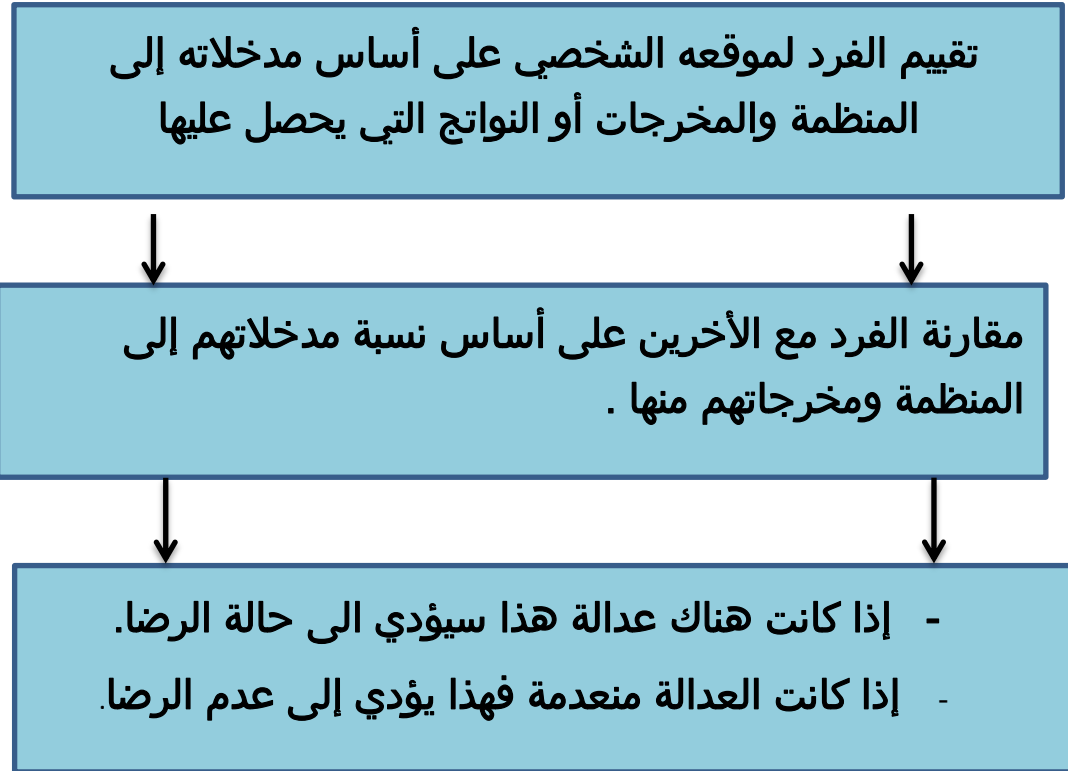 تقييم الفرد لموقعه الشخصي على أساس مدخلاته إلى
المنظمة والمخرجات أو النواتج التي يحصل عليها
مقارنة الفرد مع الأخرين على أساس نسبة مدخلاتهم إلى
المنظمة ومخرجاتهم منها .
- إذا كانت هناك عدالة هذا سيؤدي الى حالة الرضا.
- إذا كانت العدالة منعدمة فهذا يؤدي إلى عدم الرضا.